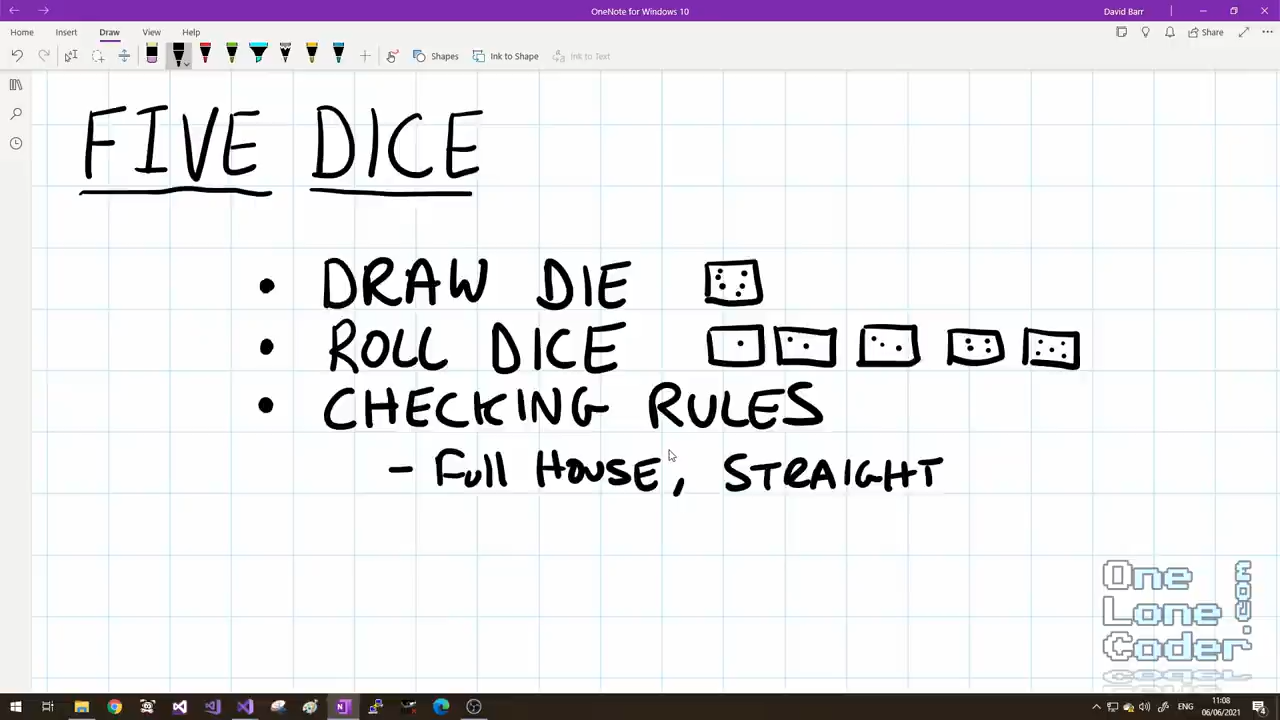 OneNote for Windows 10
David Barr
Home Insert Draw View Help
Share
Shapes Ink to Shape Ink to Text
FIVE DICE
• DRAW DIE
• ROLL DICE
• CHECKING RULES
- Full House, STRAIGHT
One
Lone
Coder.com
ENG
11:08
06/06/2021
4